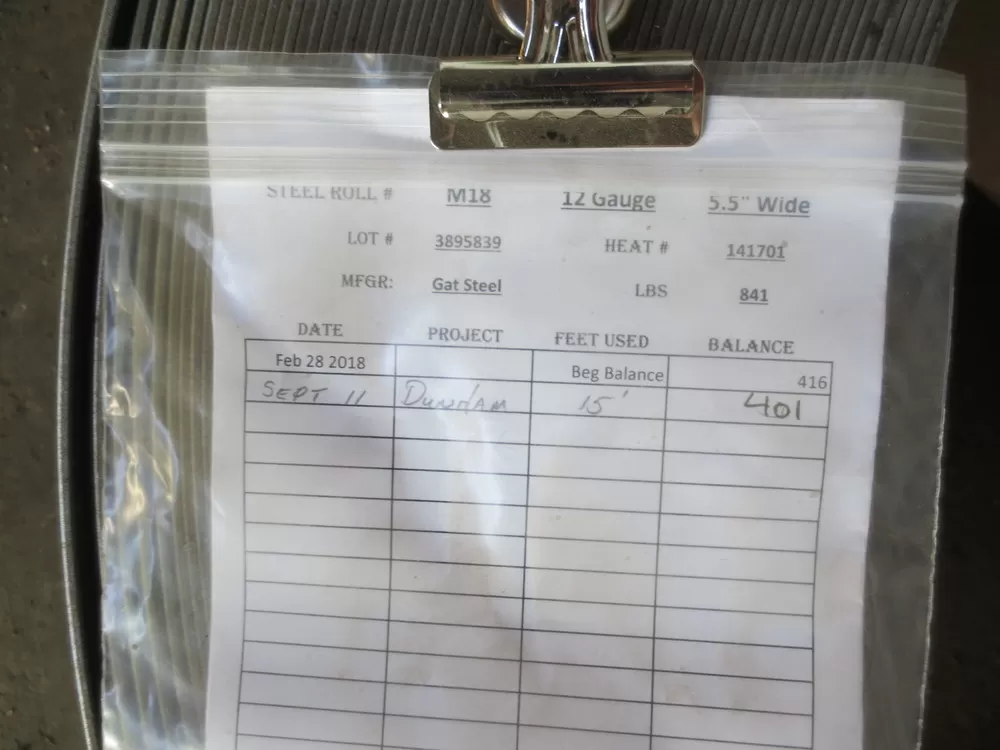 STEEL ROLL # M18 12 Gauge 5.5" Wide
LOT # 3895839 HEAT # 141701
MFGR: Gat Steel LBS 841
DATE PROJECT FEET USED BALANCE
Feb 28 2018 Beg Balance 416
SEPT 11 DUNHAM 15' 401